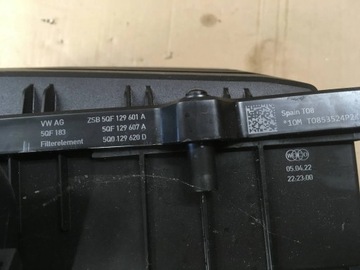 VW AG ZSB 5QF 129 601 A
5QF 183 5QF 129 607 A
Filterelement 5Q0 129 620 D
Spain T08
*10M T0853524P2
05.04.22
22:23:00